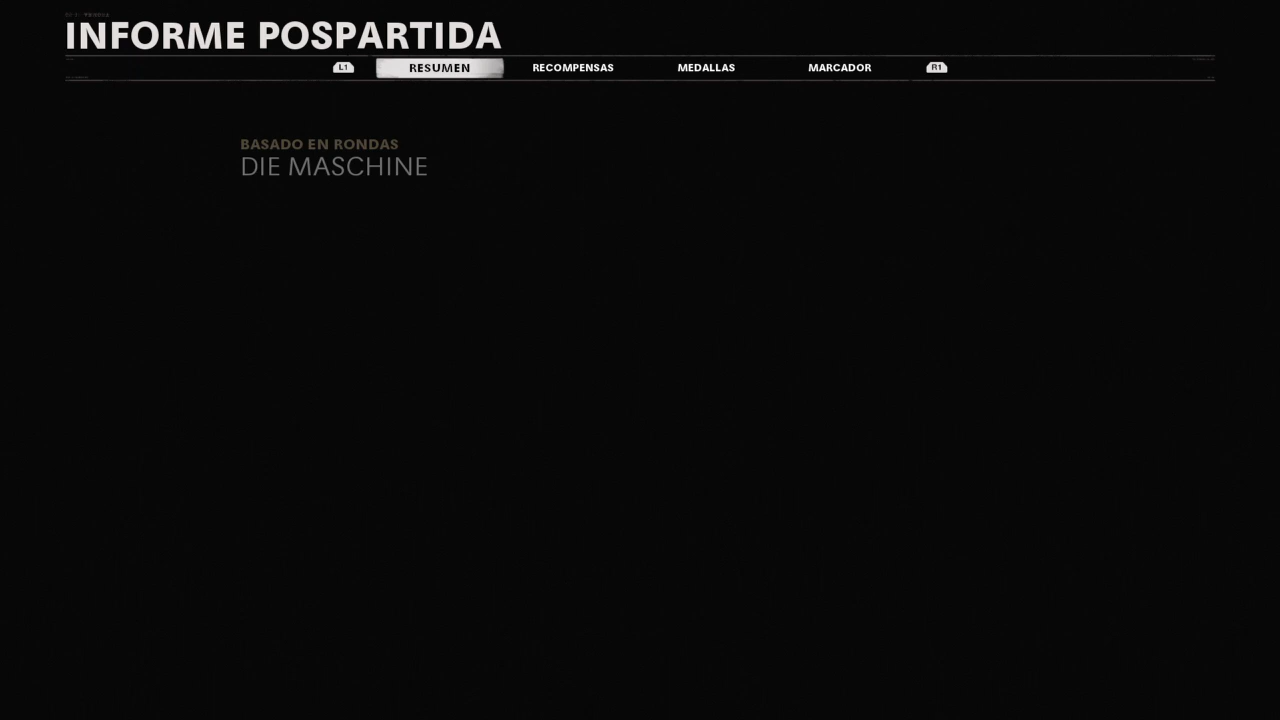 INFORME POSPARTIDA
L1 RESUMEN RECOMPENSAS MEDALLAS MARCADOR R1
BASADO EN RONDAS
DIE MASCHINE